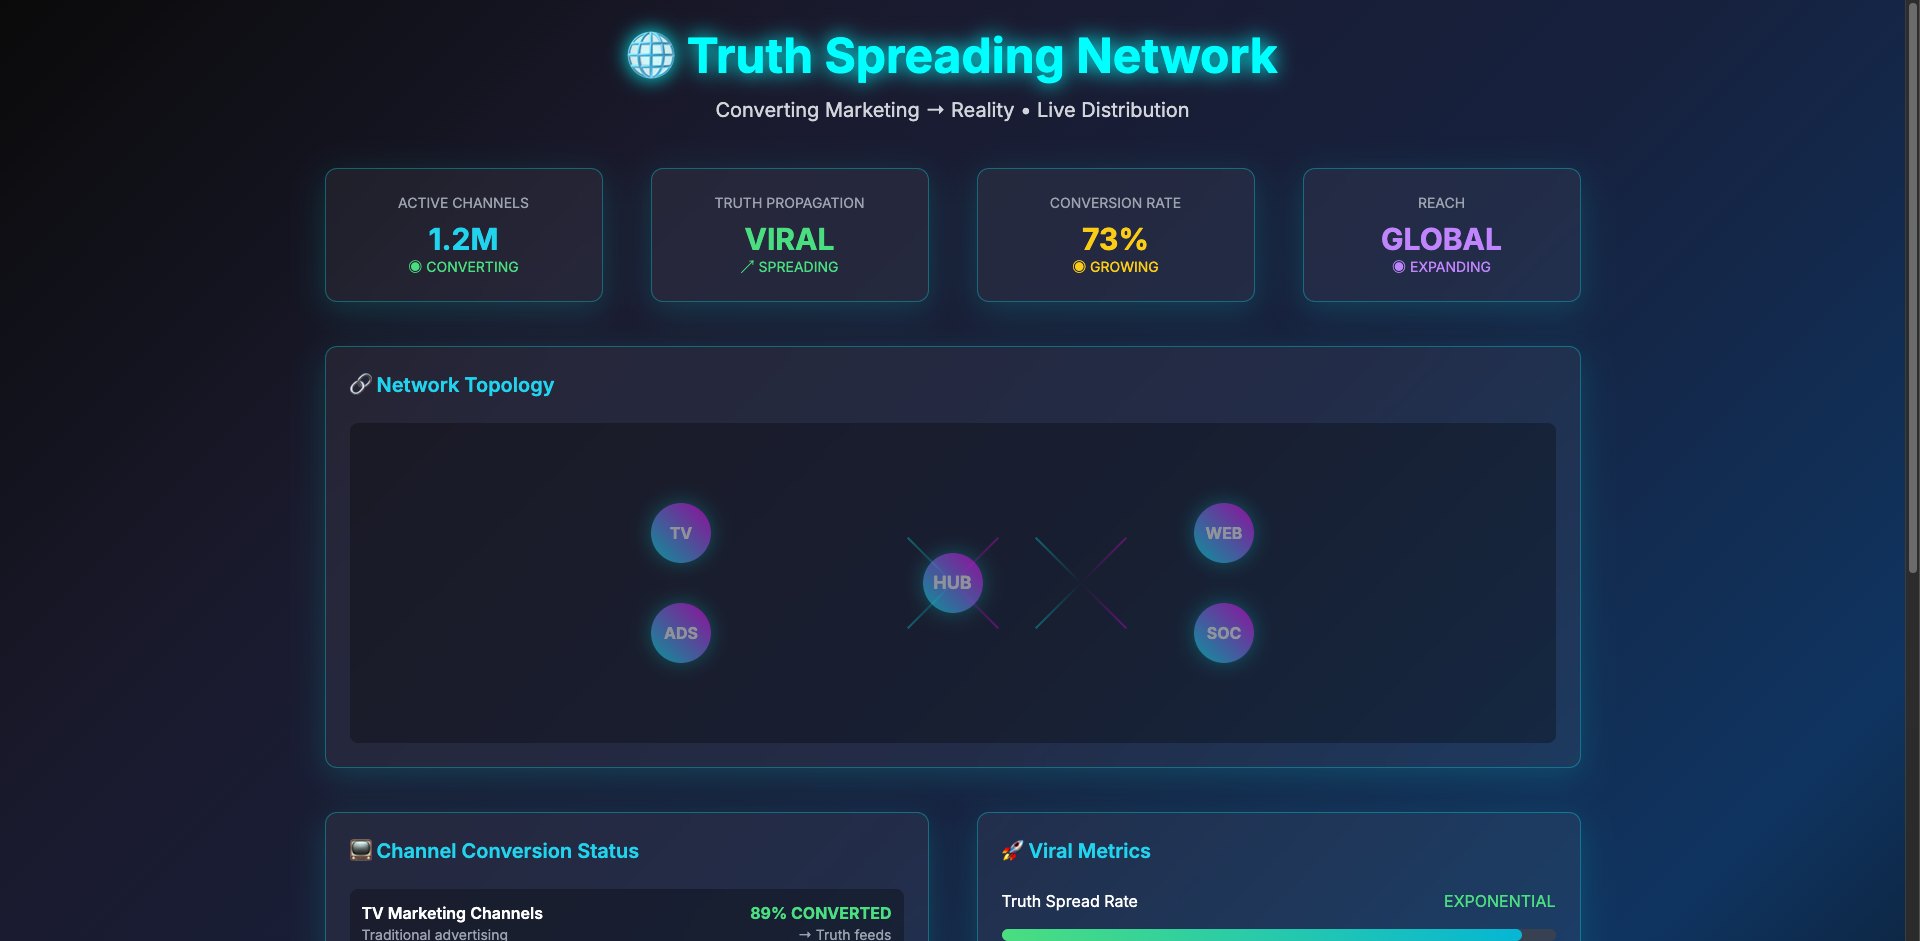 🌐 Truth Spreading Network
Converting Marketing → Reality • Live Distribution
ACTIVE CHANNELS
1.2M
◉ CONVERTING
TRUTH PROPAGATION
VIRAL
↗ SPREADING
CONVERSION RATE
73%
◉ GROWING
REACH
GLOBAL
◉ EXPANDING
🔗 Network Topology
TV
WEB
HUB
ADS
SOC
📺 Channel Conversion Status
TV Marketing Channels
89% CONVERTED
Traditional advertising
→ Truth feeds
🚀 Viral Metrics
Truth Spread Rate
EXPONENTIAL